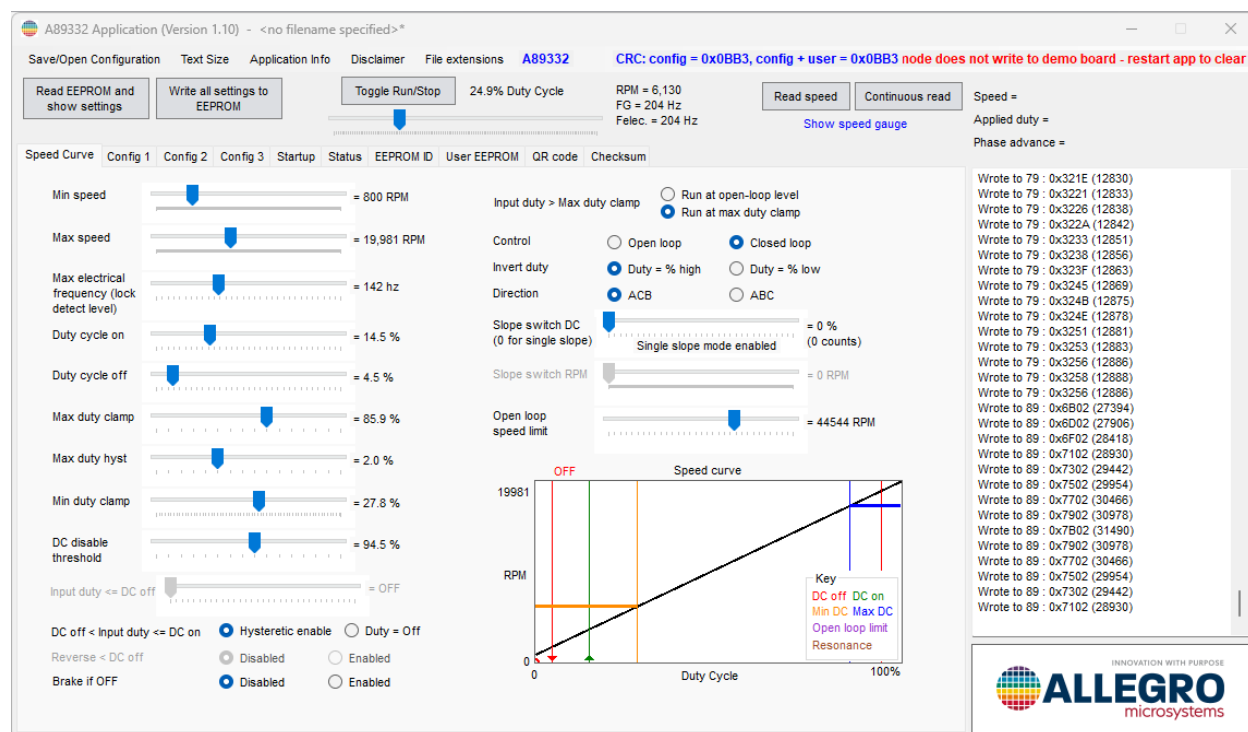 A89332 Application (Version 1.10) - <no filename specified>*
Save/Open Configuration Text Size Application Info Disclaimer File extensions A89332 CRC: config = 0x0BB3, config + user = 0x0BB3 node does not write to demo board - restart app to clear
Read EEPROM and
show settings
Write all settings to
EEPROM
Toggle Run/Stop
24.9% Duty Cycle
RPM = 6,130
FG = 204 Hz
Felec. = 204 Hz
Read speed
Continuous read
Show speed gauge
Speed =
Applied duty =
Phase advance =
Speed Curve Config 1 Config 2 Config 3 Startup Status EEPROM ID User EEPROM QR code Checksum
Min speed = 800 RPM
Max speed = 19,981 RPM
Max electrical
frequency (lock
detect level)
= 142 hz
Duty cycle on = 14.5 %
Duty cycle off = 4.5 %
Max duty clamp = 85.9 %
Max duty hyst = 2.0 %
Min duty clamp = 27.8 %
DC disable
threshold
= 94.5 %
Input duty <= DC off = OFF
DC off < Input duty <= DC on Hysteretic enable Duty = Off
Reverse < DC off Disabled Enabled
Brake if OFF Disabled Enabled
Input duty > Max duty clamp
Run at open-loop level
Run at max duty clamp
Control Open loop Closed loop
Invert duty Duty = % high Duty = % low
Direction ACB ABC
Slope switch DC
(0 for single slope)
= 0 %
(0 counts)
Single slope mode enabled
Slope switch RPM = 0 RPM
Open loop
speed limit
= 44544 RPM
OFF Speed curve
19981
RPM
0
0 Duty Cycle 100%
Key
DC off DC on
Min DC Max DC
Open loop limit
Resonance
Wrote to 79 : 0x321E (12830)
Wrote to 79 : 0x3221 (12833)
Wrote to 79 : 0x3226 (12838)
Wrote to 79 : 0x322A (12842)
Wrote to 79 : 0x3233 (12851)
Wrote to 79 : 0x3238 (12856)
Wrote to 79 : 0x323F (12863)
Wrote to 79 : 0x3245 (12869)
Wrote to 79 : 0x324B (12875)
Wrote to 79 : 0x324E (12878)
Wrote to 79 : 0x3251 (12881)
Wrote to 79 : 0x3253 (12883)
Wrote to 79 : 0x3256 (12886)
Wrote to 79 : 0x3258 (12888)
Wrote to 79 : 0x3256 (12886)
Wrote to 89 : 0x6B02 (27394)
Wrote to 89 : 0x6D02 (27906)
Wrote to 89 : 0x6F02 (28418)
Wrote to 89 : 0x7102 (28930)
Wrote to 89 : 0x7302 (29442)
Wrote to 89 : 0x7502 (29954)
Wrote to 89 : 0x7702 (30466)
Wrote to 89 : 0x7902 (30978)
Wrote to 89 : 0x7B02 (31490)
Wrote to 89 : 0x7902 (30978)
Wrote to 89 : 0x7702 (30466)
Wrote to 89 : 0x7502 (29954)
Wrote to 89 : 0x7302 (29442)
Wrote to 89 : 0x7102 (28930)
INNOVATION WITH PURPOSE
ALLEGRO
microsystems